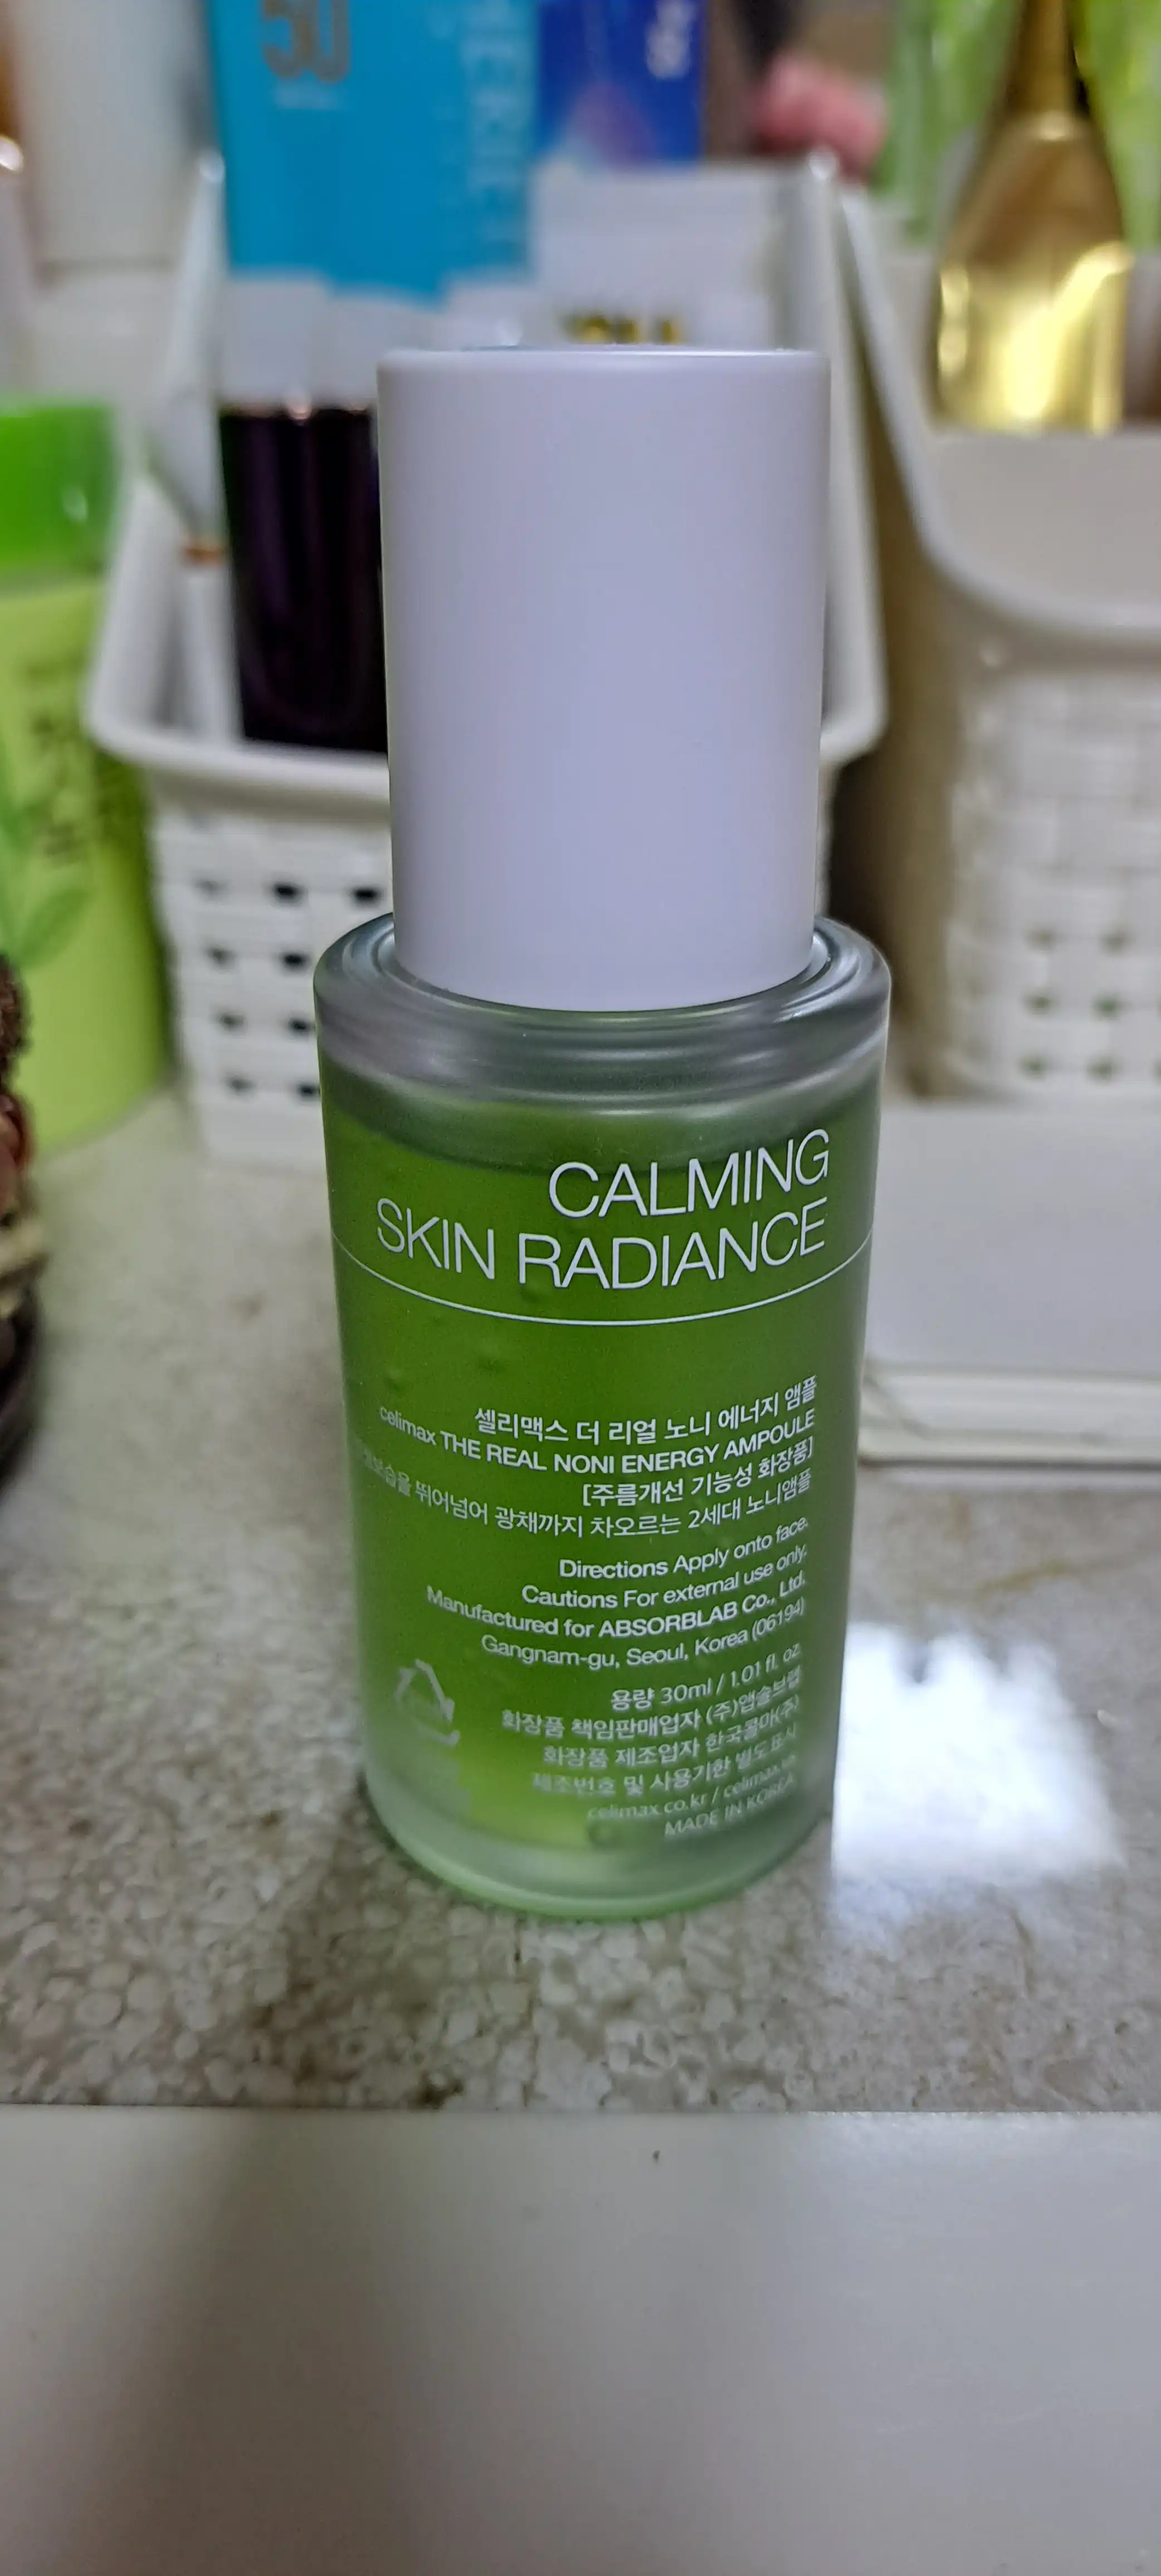 50
CALMING
SKIN RADIANCE
셀리맥스 더 리얼 노니 에너지 앰플
celimax THE REAL NONI ENERGY AMPOULE
[주름개선 기능성 화장품]
뛰어넘어 광채까지 차오르는 2세대 노니앰플
Directions Apply onto face.
Cautions For external use only.
Manufactured for ABSORBLAB Co., Ltd.
Gangnam-gu, Seoul, Korea (06194)
용량 30ml / 1.01 fl. oz.
화장품 책임판매업자 (주)앱솔브랩
화장품 제조업자 한국콜마(주)
제조번호 및 사용기한 별도표시
celimax.co.kr /
MADE IN KOREA